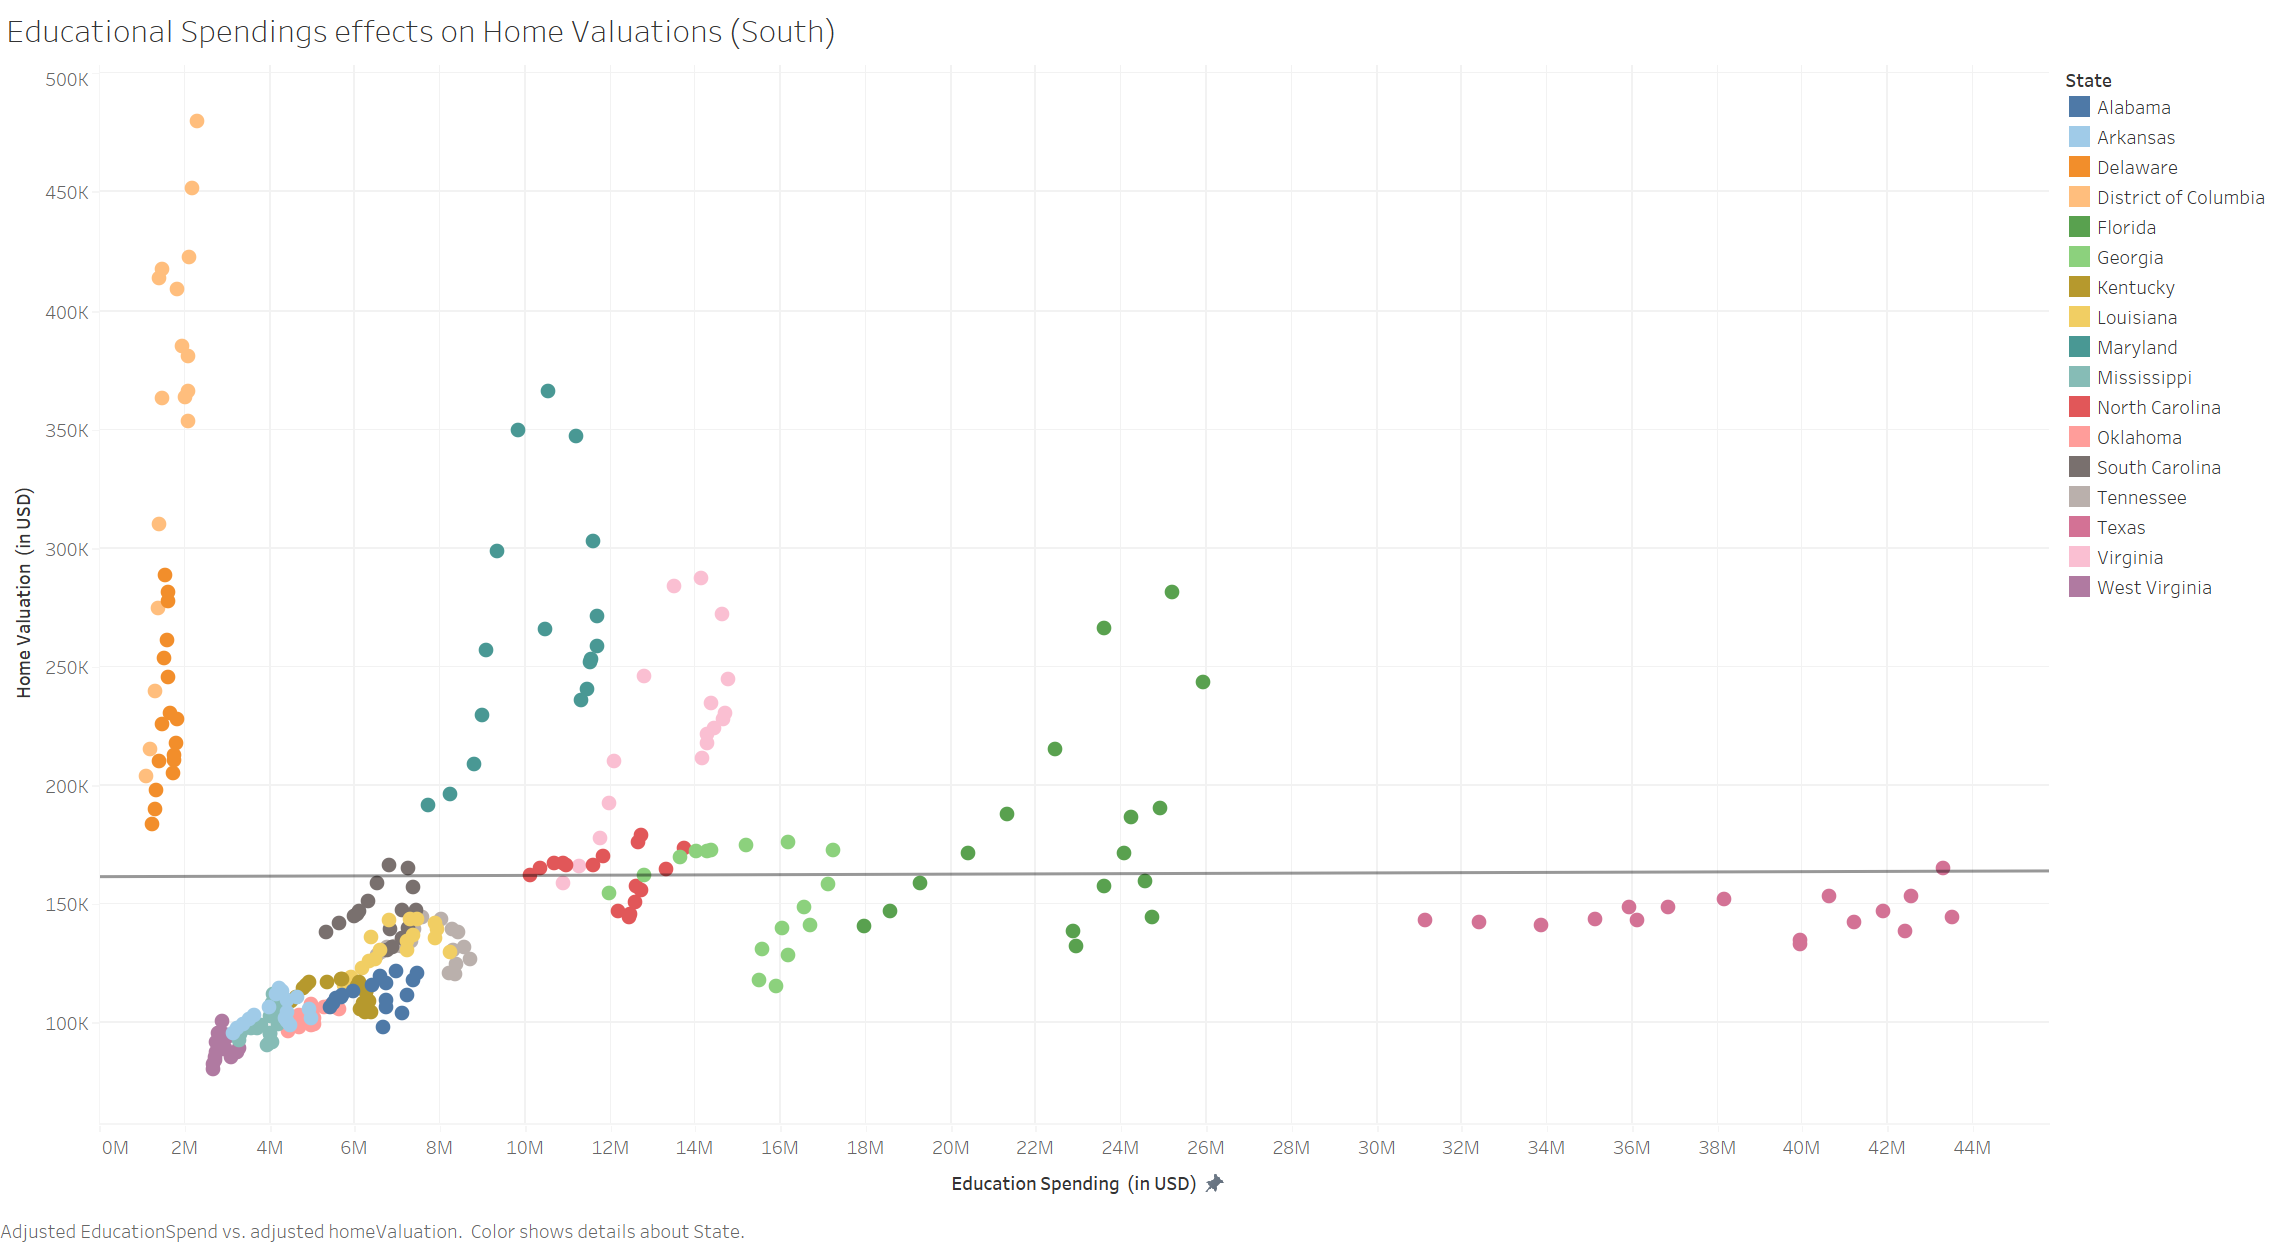 Educational Spendings effects on Home Valuations (South)
500K
450K
400K
350K
300K
250K
200K
150K
100K
Home Valuation (in USD)
0M 2M 4M 6M 8M 10M 12M 14M 16M 18M 20M 22M 24M 26M 28M 30M 32M 34M 36M 38M 40M 42M 44M
Education Spending (in USD)
State
Alabama
Arkansas
Delaware
District of Columbia
Florida
Georgia
Kentucky
Louisiana
Maryland
Mississippi
North Carolina
Oklahoma
South Carolina
Tennessee
Texas
Virginia
West Virginia
Adjusted EducationSpend vs. adjusted homeValuation. Color shows details about State.